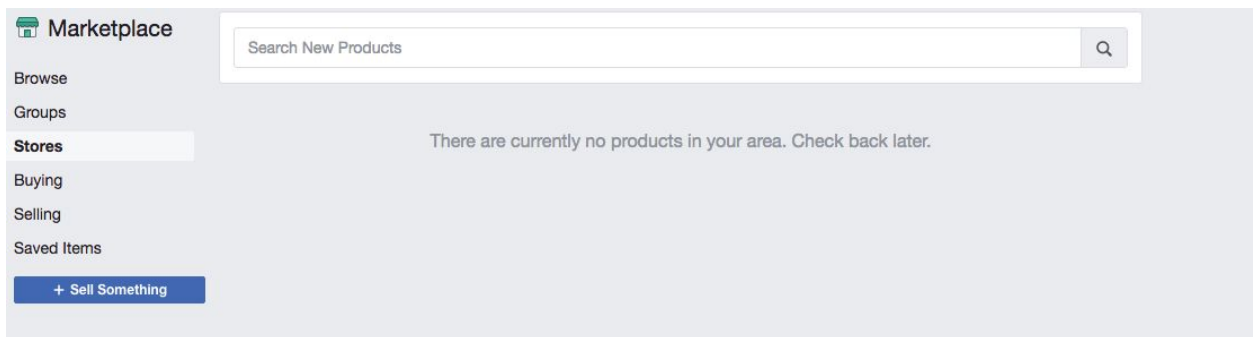 Marketplace
Browse
Groups
Stores
Buying
Selling
Saved Items
+ Sell Something
Search New Products
There are currently no products in your area. Check back later.